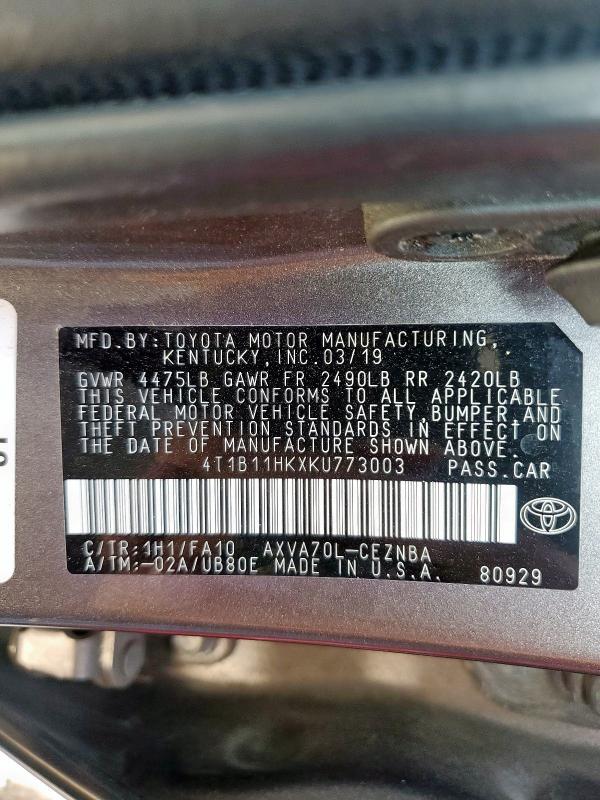 MFD.BY:TOYOTA MOTOR MANUFACTURING,
KENTUCKY, INC.03/19
GVWR 4475LB GAWR FR 2490LB RR 2420LB
THIS VEHICLE CONFORMS TO ALL APPLICABLE
FEDERAL MOTOR VEHICLE SAFETY, BUMPER AND
THEFT PREVENTION STANDARDS IN EFFECT ON
THE DATE OF MANUFACTURE SHOWN ABOVE.
4T1B11HKXKU773003 PASS.CAR
C/TR:1H1/FA10 AXVA70L-CEZNBA
A/TM:-02A/UB80E MADE IN U.S.A. 80929